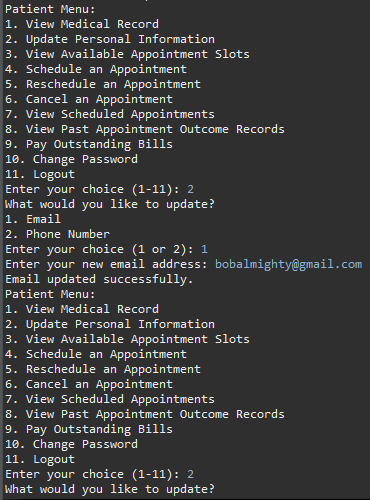 Patient Menu:
1. View Medical Record
2. Update Personal Information
3. View Available Appointment Slots
4. Schedule an Appointment
5. Reschedule an Appointment
6. Cancel an Appointment
7. View Scheduled Appointments
8. View Past Appointment Outcome Records
9. Pay Outstanding Bills
10. Change Password
11. Logout
Enter your choice (1-11): 2
What would you like to update?
1. Email
2. Phone Number
Enter your choice (1 or 2): 1
Enter your new email address: bobalmighty@gmail.com
Email updated successfully.
Patient Menu:
1. View Medical Record
2. Update Personal Information
3. View Available Appointment Slots
4. Schedule an Appointment
5. Reschedule an Appointment
6. Cancel an Appointment
7. View Scheduled Appointments
8. View Past Appointment Outcome Records
9. Pay Outstanding Bills
10. Change Password
11. Logout
Enter your choice (1-11): 2
What would you like to update?